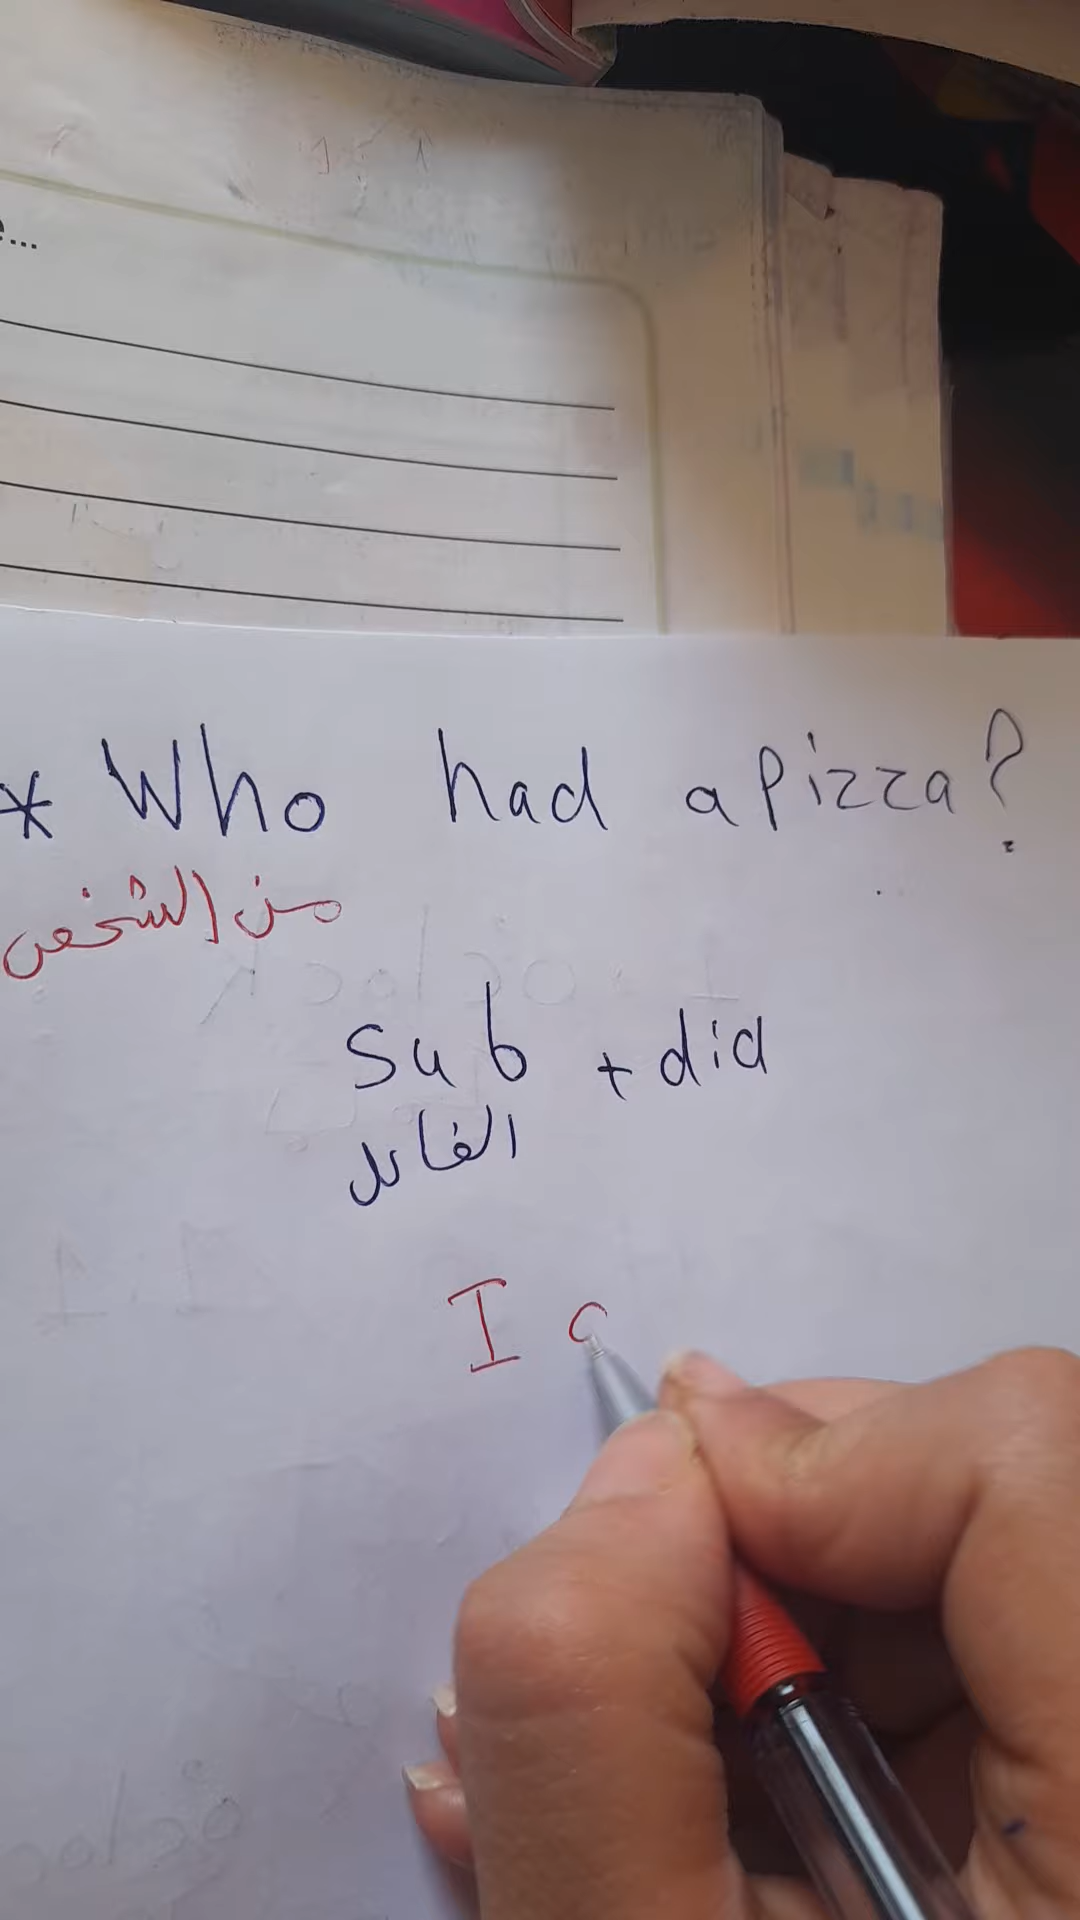 e...
* Who had a pizza?
من الشخص
Sub + did
الفاعل
I